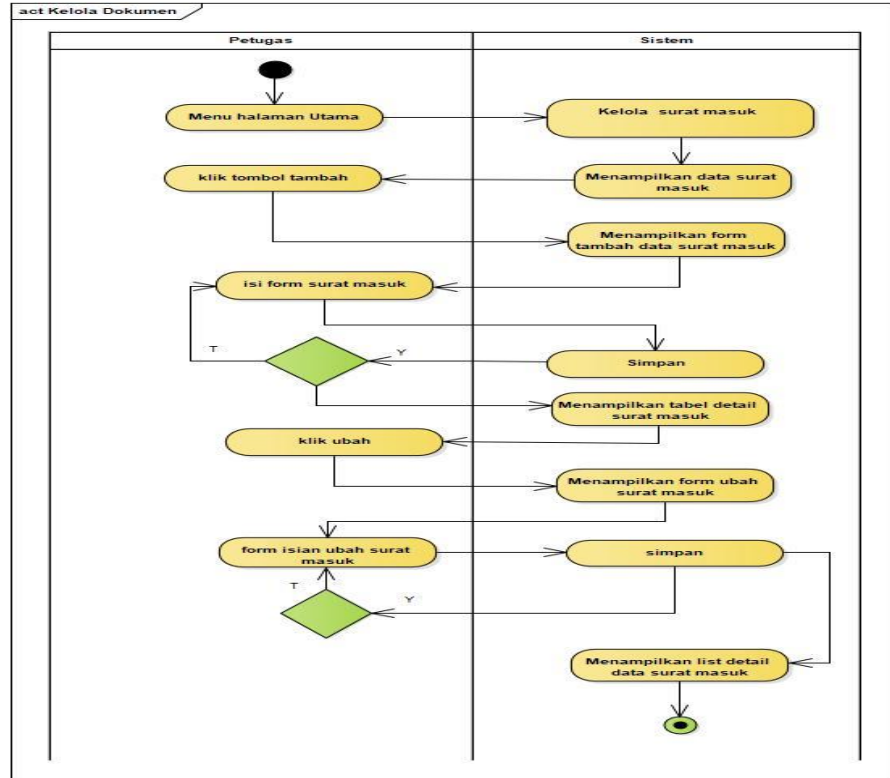 act Kelola Dokumen
Petugas
Sistem
Menu halaman Utama
Kelola surat masuk
klik tombol tambah
Menampilkan data surat
masuk
Menampilkan form
tambah data surat masuk
isi form surat masuk
T
Y
Simpan
Menampilkan tabel detail
surat masuk
klik ubah
Menampilkan form ubah
surat masuk
form isian ubah surat
masuk
simpan
T
Y
Menampilkan list detail
data surat masuk